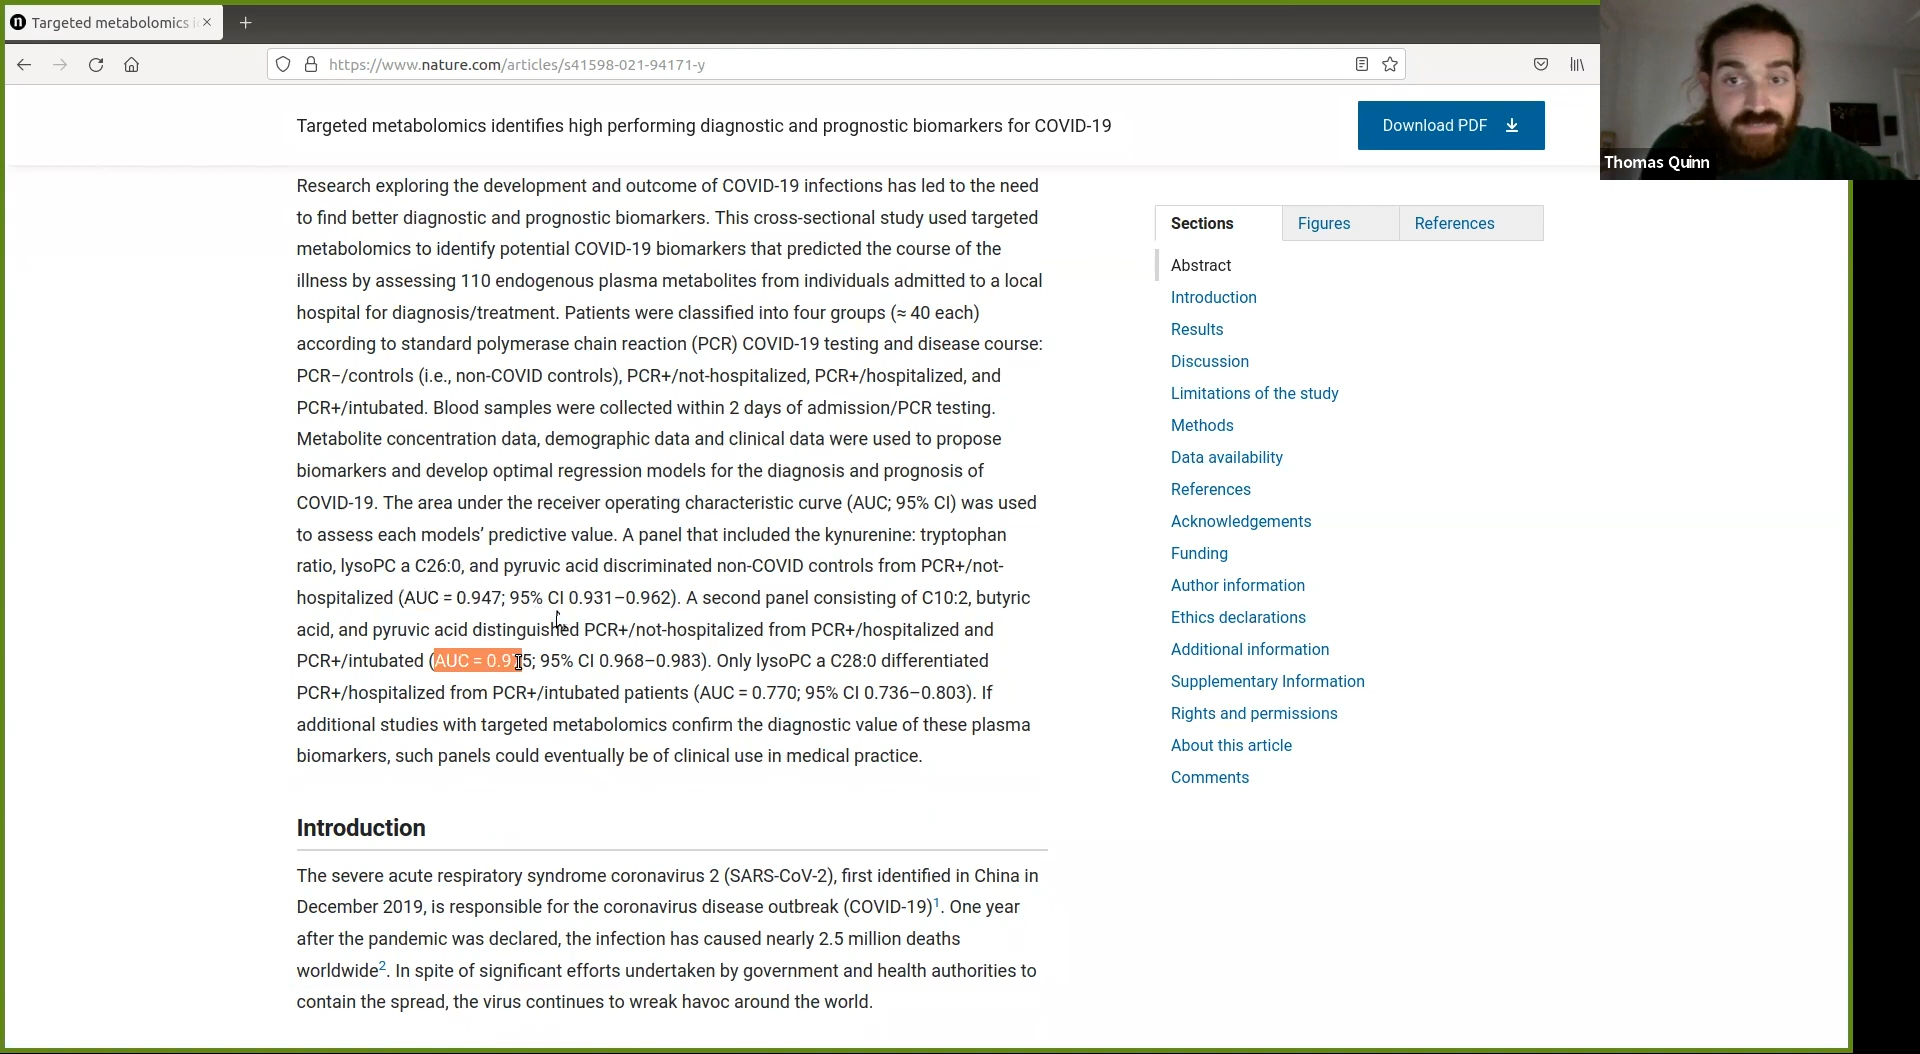 Targeted metabolomics i
https://www.nature.com/articles/s41598-021-94171-y
Thomas Quinn
Targeted metabolomics identifies high performing diagnostic and prognostic biomarkers for COVID-19
Download PDF
Research exploring the development and outcome of COVID-19 infections has led to the need
to find better diagnostic and prognostic biomarkers. This cross-sectional study used targeted
metabolomics to identify potential COVID-19 biomarkers that predicted the course of the
illness by assessing 110 endogenous plasma metabolites from individuals admitted to a local
hospital for diagnosis/treatment. Patients were classified into four groups (≈ 40 each)
according to standard polymerase chain reaction (PCR) COVID-19 testing and disease course:
PCR−/controls (i.e., non-COVID controls), PCR+/not-hospitalized, PCR+/hospitalized, and
PCR+/intubated. Blood samples were collected within 2 days of admission/PCR testing.
Metabolite concentration data, demographic data and clinical data were used to propose
biomarkers and develop optimal regression models for the diagnosis and prognosis of
COVID-19. The area under the receiver operating characteristic curve (AUC; 95% CI) was used
to assess each models’ predictive value. A panel that included the kynurenine: tryptophan
ratio, lysoPC a C26:0, and pyruvic acid discriminated non-COVID controls from PCR+/not-
hospitalized (AUC = 0.947; 95% CI 0.931–0.962). A second panel consisting of C10:2, butyric
acid, and pyruvic acid distinguished PCR+/not-hospitalized from PCR+/hospitalized and
PCR+/intubated (AUC = 0.975; 95% CI 0.968–0.983). Only lysoPC a C28:0 differentiated
PCR+/hospitalized from PCR+/intubated patients (AUC = 0.770; 95% CI 0.736–0.803). If
additional studies with targeted metabolomics confirm the diagnostic value of these plasma
biomarkers, such panels could eventually be of clinical use in medical practice.
Introduction
The severe acute respiratory syndrome coronavirus 2 (SARS-CoV-2), first identified in China in
December 2019, is responsible for the coronavirus disease outbreak (COVID-19)1. One year
after the pandemic was declared, the infection has caused nearly 2.5 million deaths
worldwide2. In spite of significant efforts undertaken by government and health authorities to
contain the spread, the virus continues to wreak havoc around the world.
Sections
Figures
References
Abstract
Introduction
Results
Discussion
Limitations of the study
Methods
Data availability
References
Acknowledgements
Funding
Author information
Ethics declarations
Additional information
Supplementary Information
Rights and permissions
About this article
Comments